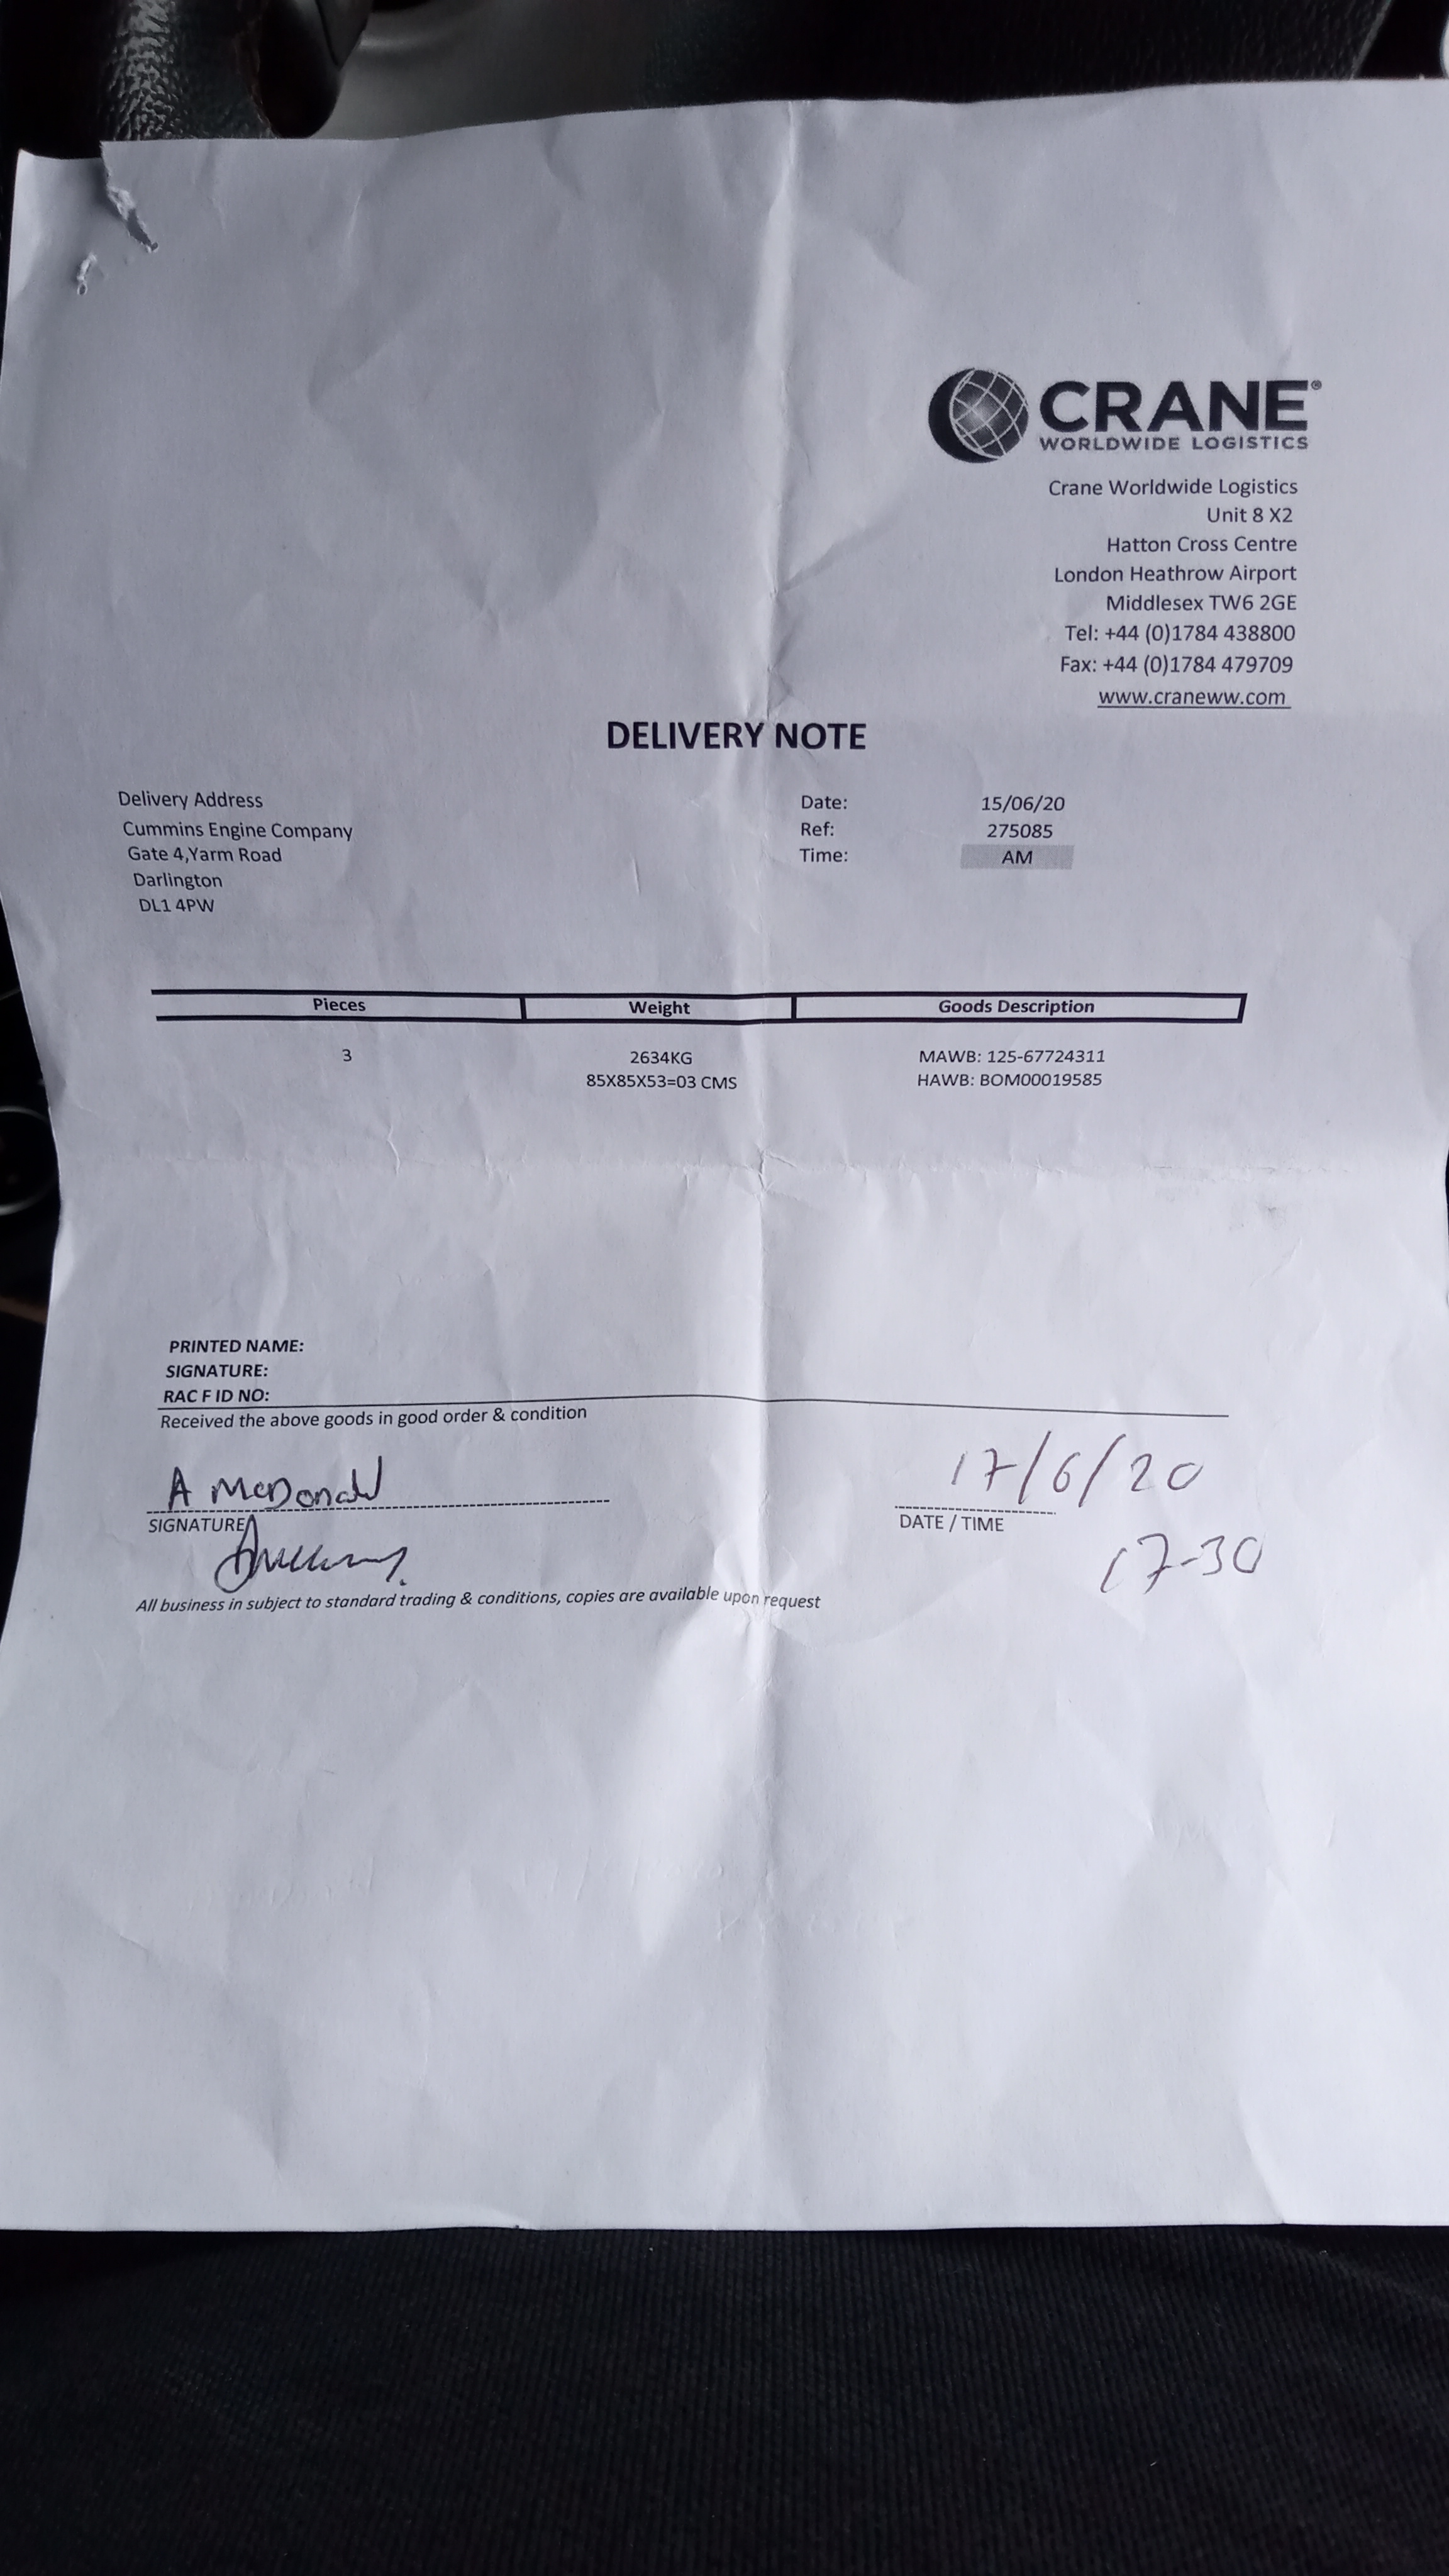 CRANE®
WORLDWIDE LOGISTICS
Crane Worldwide Logistics
Unit 8 X2
Hatton Cross Centre
London Heathrow Airport
Middlesex TW6 2GE
Tel: +44 (0)1784 438800
Fax: +44 (0)1784 479709
www.craneww.com
DELIVERY NOTE
Delivery Address
Cummins Engine Company
Gate 4,Yarm Road
Darlington
DL1 4PW
Date: 15/06/20
Ref: 275085
Time: AM
Pieces Weight Goods Description
3 2634KG MAWB: 125-67724311
85X85X53=03 CMS HAWB: BOM00019585
PRINTED NAME:
SIGNATURE:
RAC F ID NO:
Received the above goods in good order & condition
A McDonald 17/6/20
SIGNATURE DATE / TIME
17-30
All business in subject to standard trading & conditions, copies are available upon request